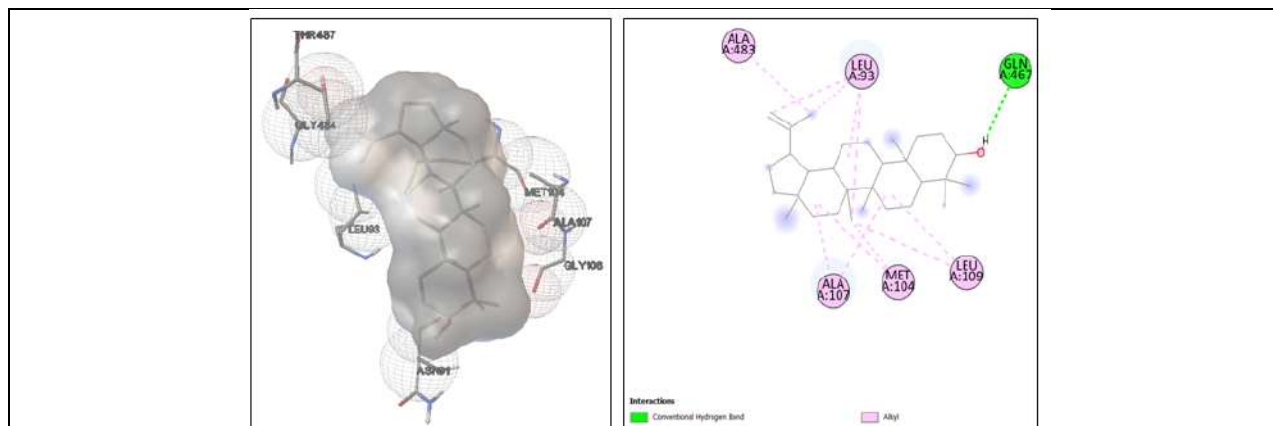 THR487
GLY484
LEU93
MET104
ALA107
GLY108
ASN91
ALA
A:483
LEU
A:93
GLN
A:467
H
O
ALA
A:107
MET
A:104
LEU
A:109
Interactions
Conventional Hydrogen Bond
Alkyl